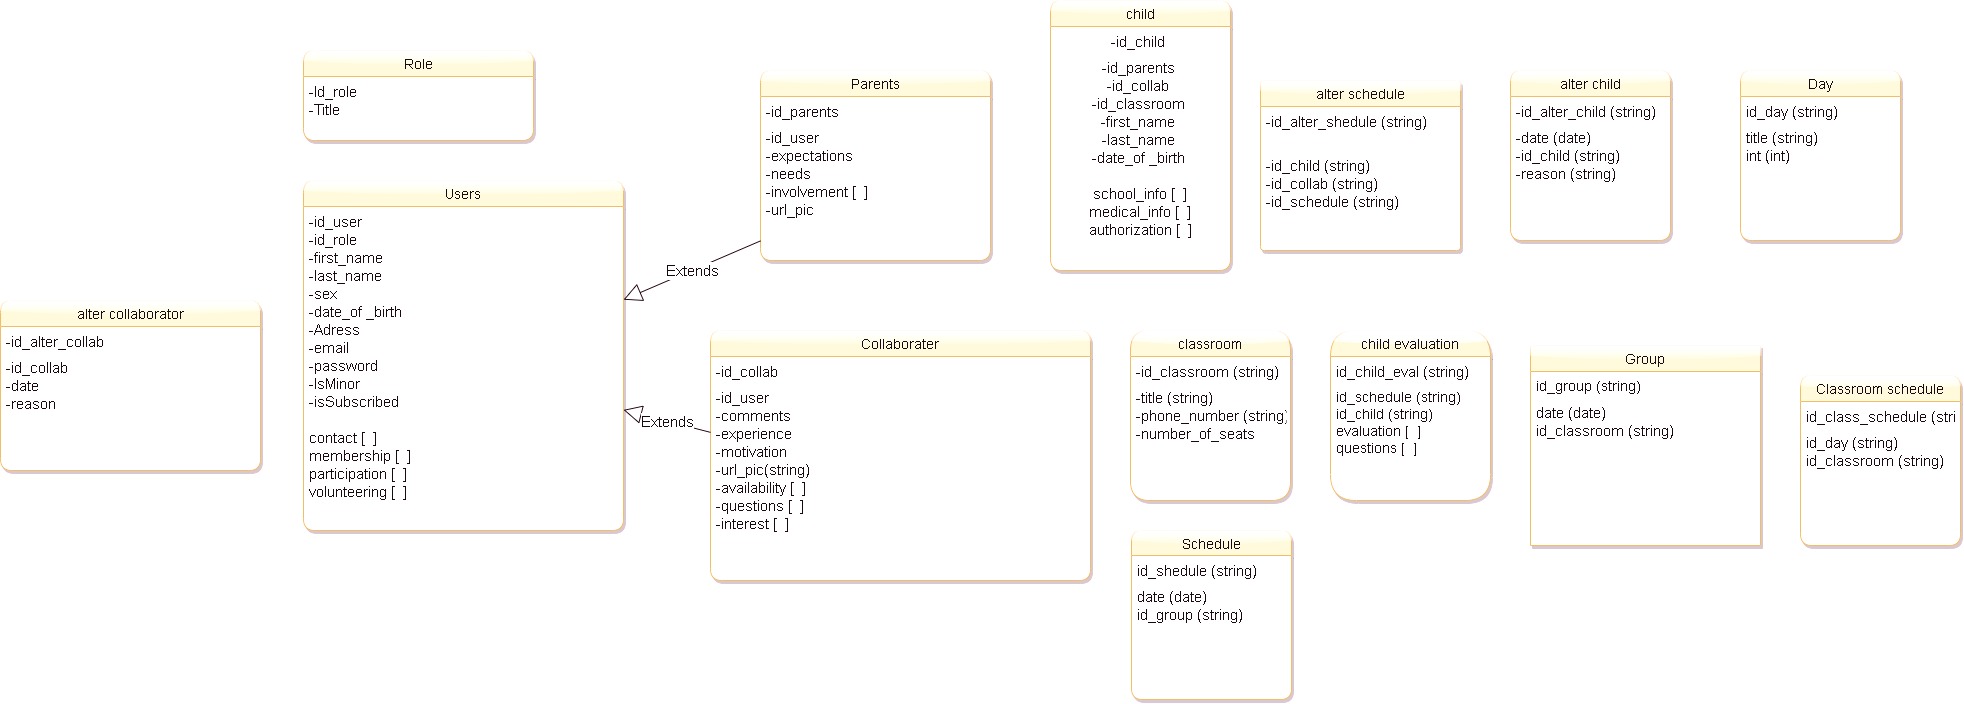 Role
-Id_role
-Title
Users
-id_user
-id_role
-first_name
-last_name
-sex
-date_of _birth
-Adress
-email
-password
-IsMinor
-isSubscribed
contact [ ]
membership [ ]
participation [ ]
volunteering [ ]
alter collaborator
-id_alter_collab
-id_collab
-date
-reason
Parents
-id_parents
-id_user
-expectations
-needs
-involvement [ ]
-url_pic
Extends
Extends
Collaborater
-id_collab
-id_user
-comments
-experience
-motivation
-url_pic(string)
-availability [ ]
-questions [ ]
-interest [ ]
child
-id_child
-id_parents
-id_collab
-id_classroom
-first_name
-last_name
-date_of _birth
school_info [ ]
medical_info [ ]
authorization [ ]
alter schedule
-id_alter_shedule (string)
-id_child (string)
-id_collab (string)
-id_schedule (string)
alter child
-id_alter_child (string)
-date (date)
-id_child (string)
-reason (string)
Day
id_day (string)
title (string)
int (int)
classroom
-id_classroom (string)
-title (string)
-phone_number (string)
-number_of_seats
child evaluation
id_child_eval (string)
id_schedule (string)
id_child (string)
evaluation [ ]
questions [ ]
Group
id_group (string)
date (date)
id_classroom (string)
Classroom schedule
id_class_schedule (stri
id_day (string)
id_classroom (string)
Schedule
id_shedule (string)
date (date)
id_group (string)